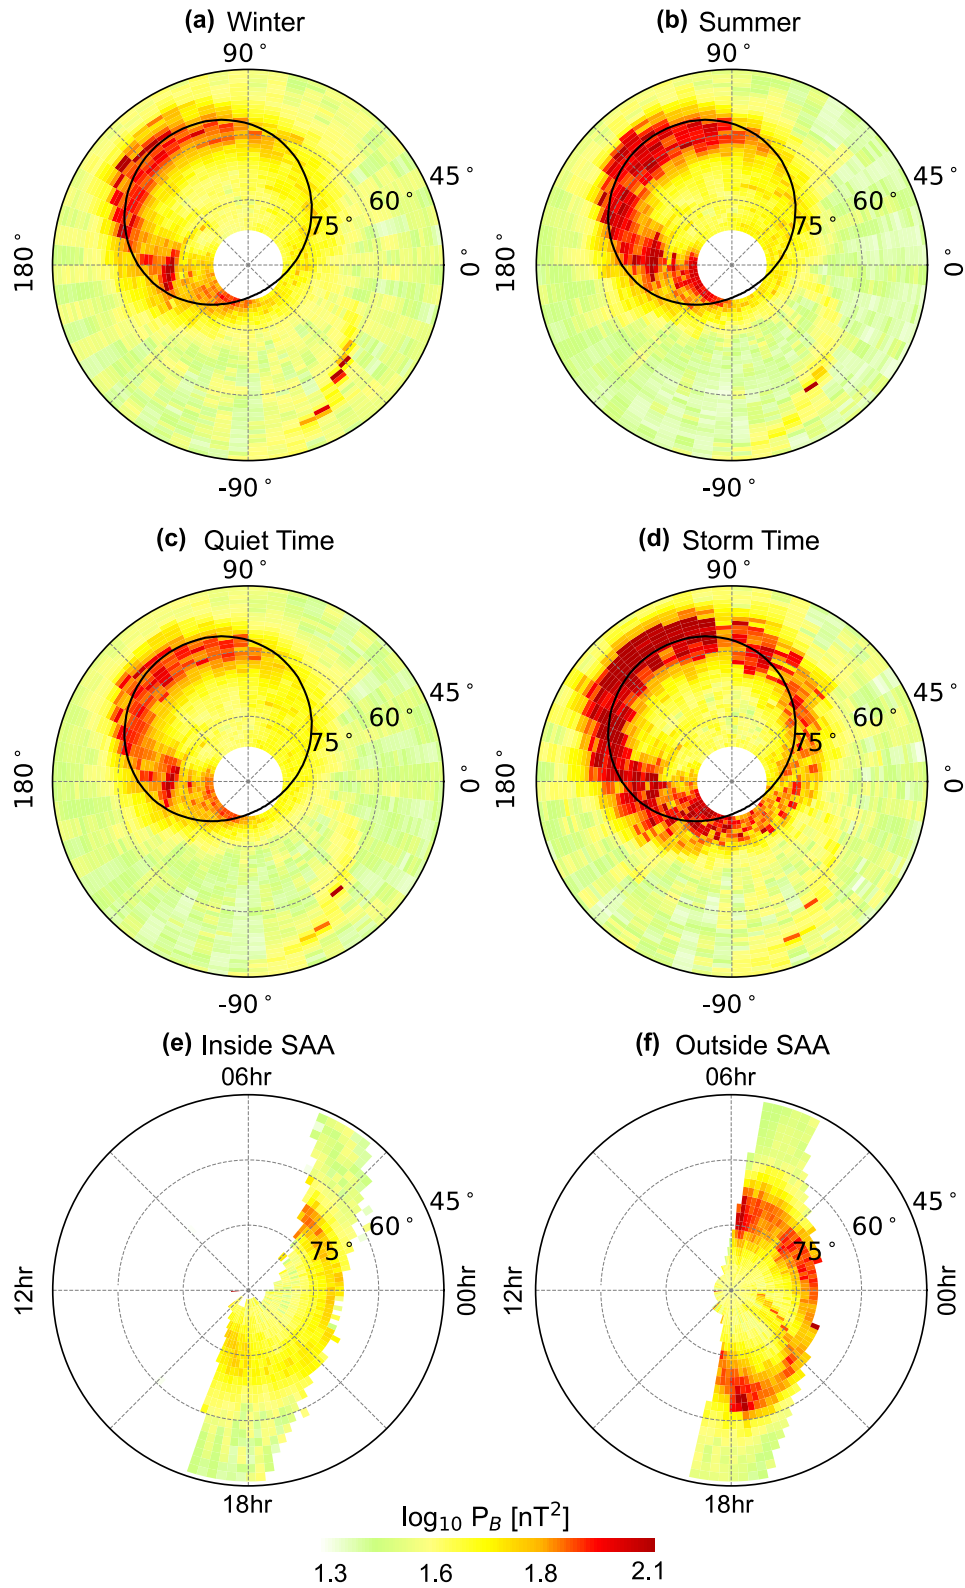 (a) Winter
(b) Summer
90° 90°
45° 45°
60° 60°
75° 75°
180° 0° 180° 0°
-90° -90°
(c) Quiet Time
(d) Storm Time
90° 90°
45° 45°
60° 60°
75° 75°
180° 0° 180° 0°
-90° -90°
(e) Inside SAA
(f) Outside SAA
06hr 06hr
45° 45°
60° 60°
75° 75°
12hr 00hr 12hr 00hr
18hr 18hr
log₁₀ P_B [nT²]
1.3 1.6 1.8 2.1